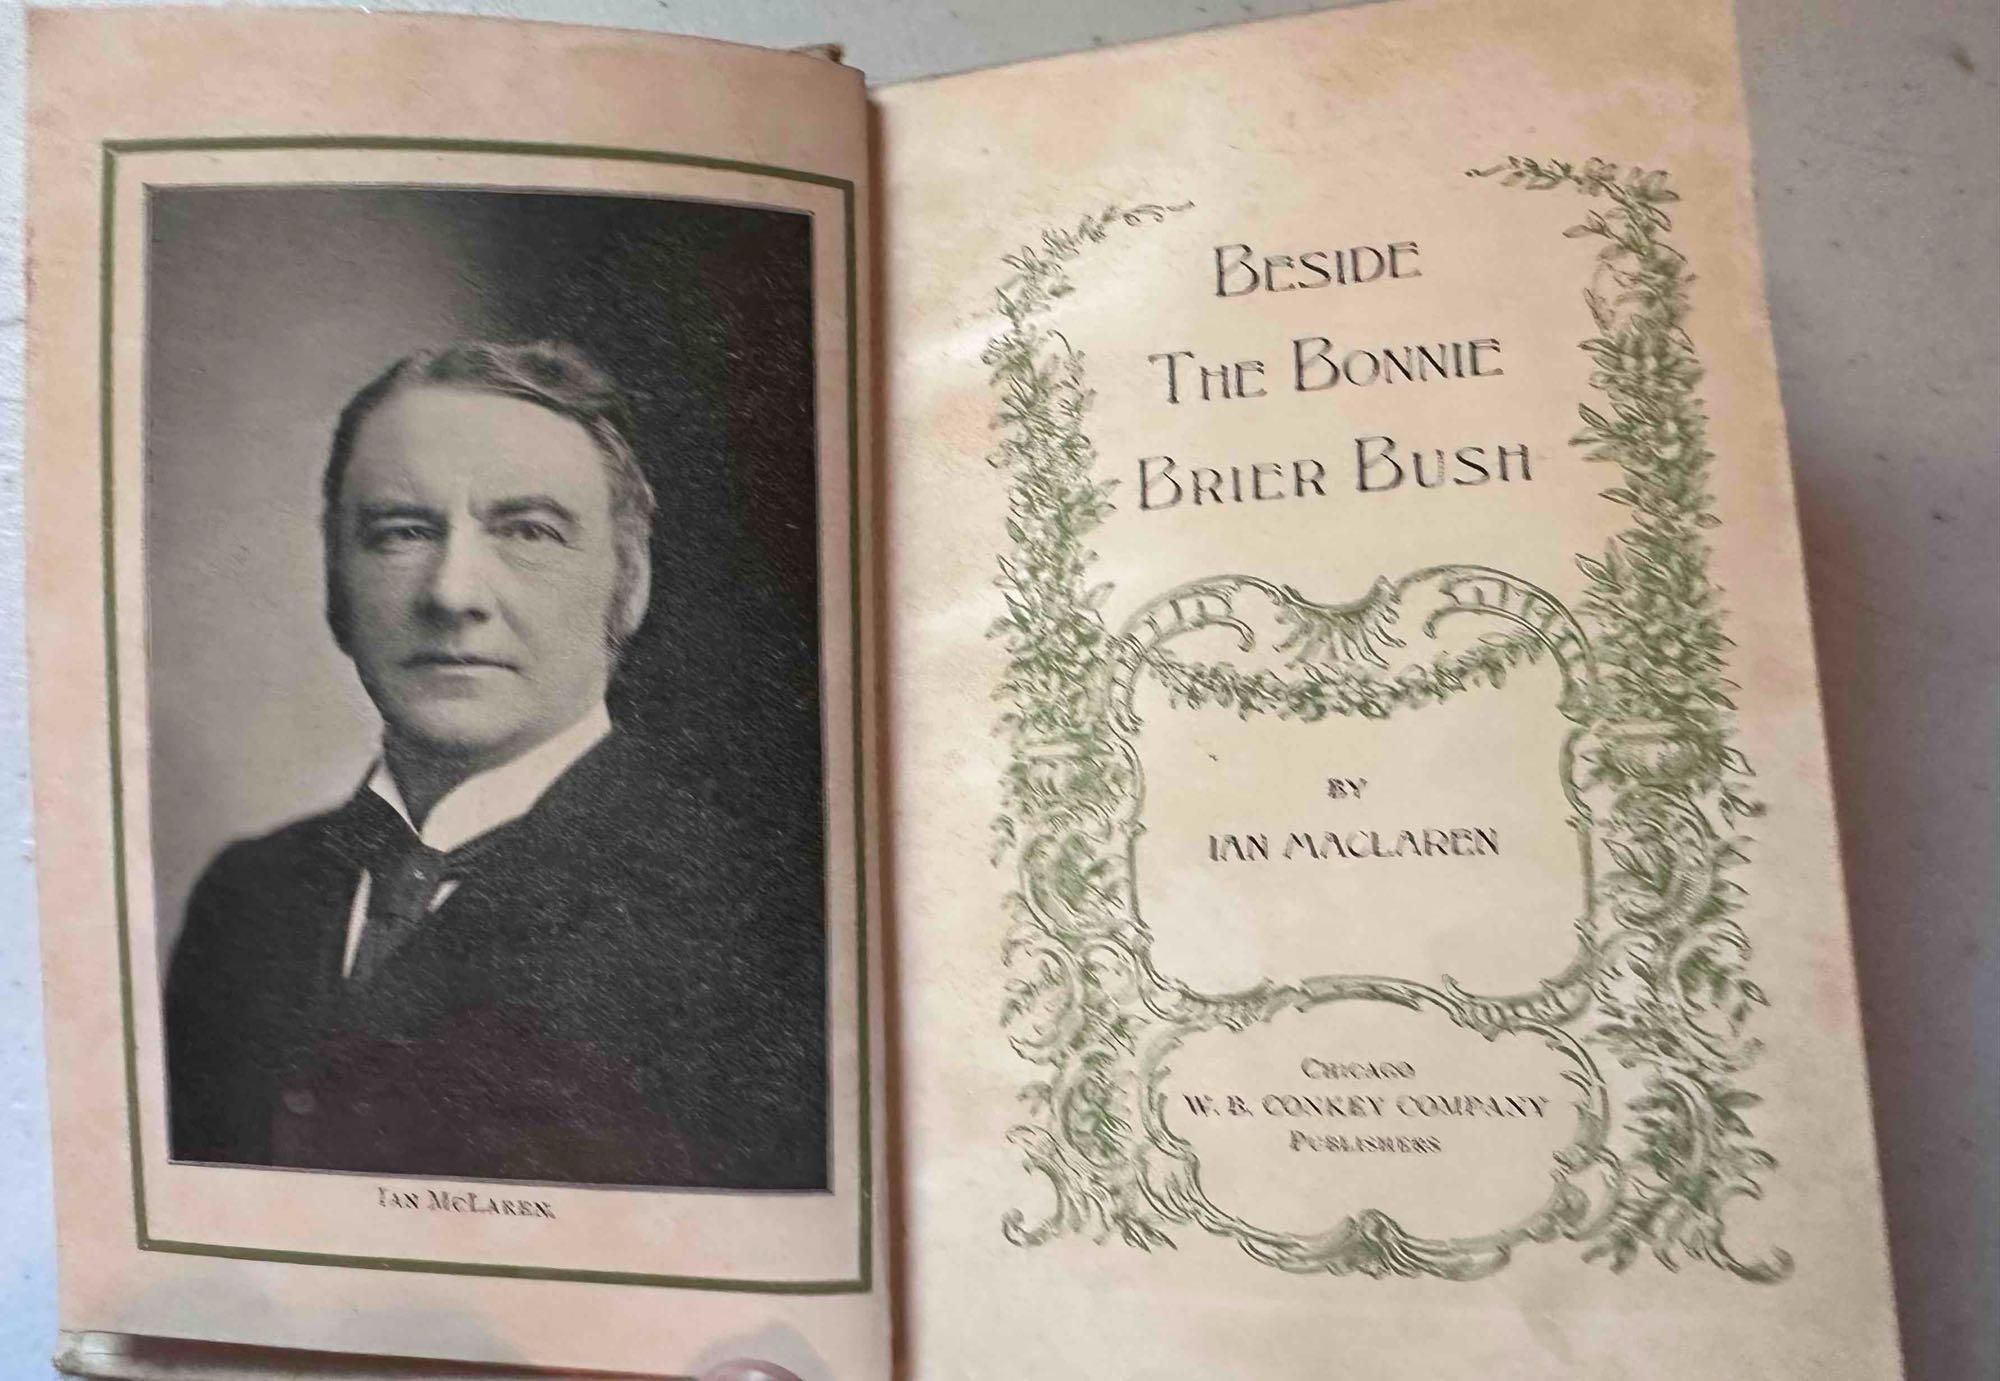 IAN MCLAREN.
BESIDE
THE BONNIE
BRIER BUSH
BY
IAN MACLAREN
CHICAGO
W. B. CONKEY COMPANY
PUBLISHERS